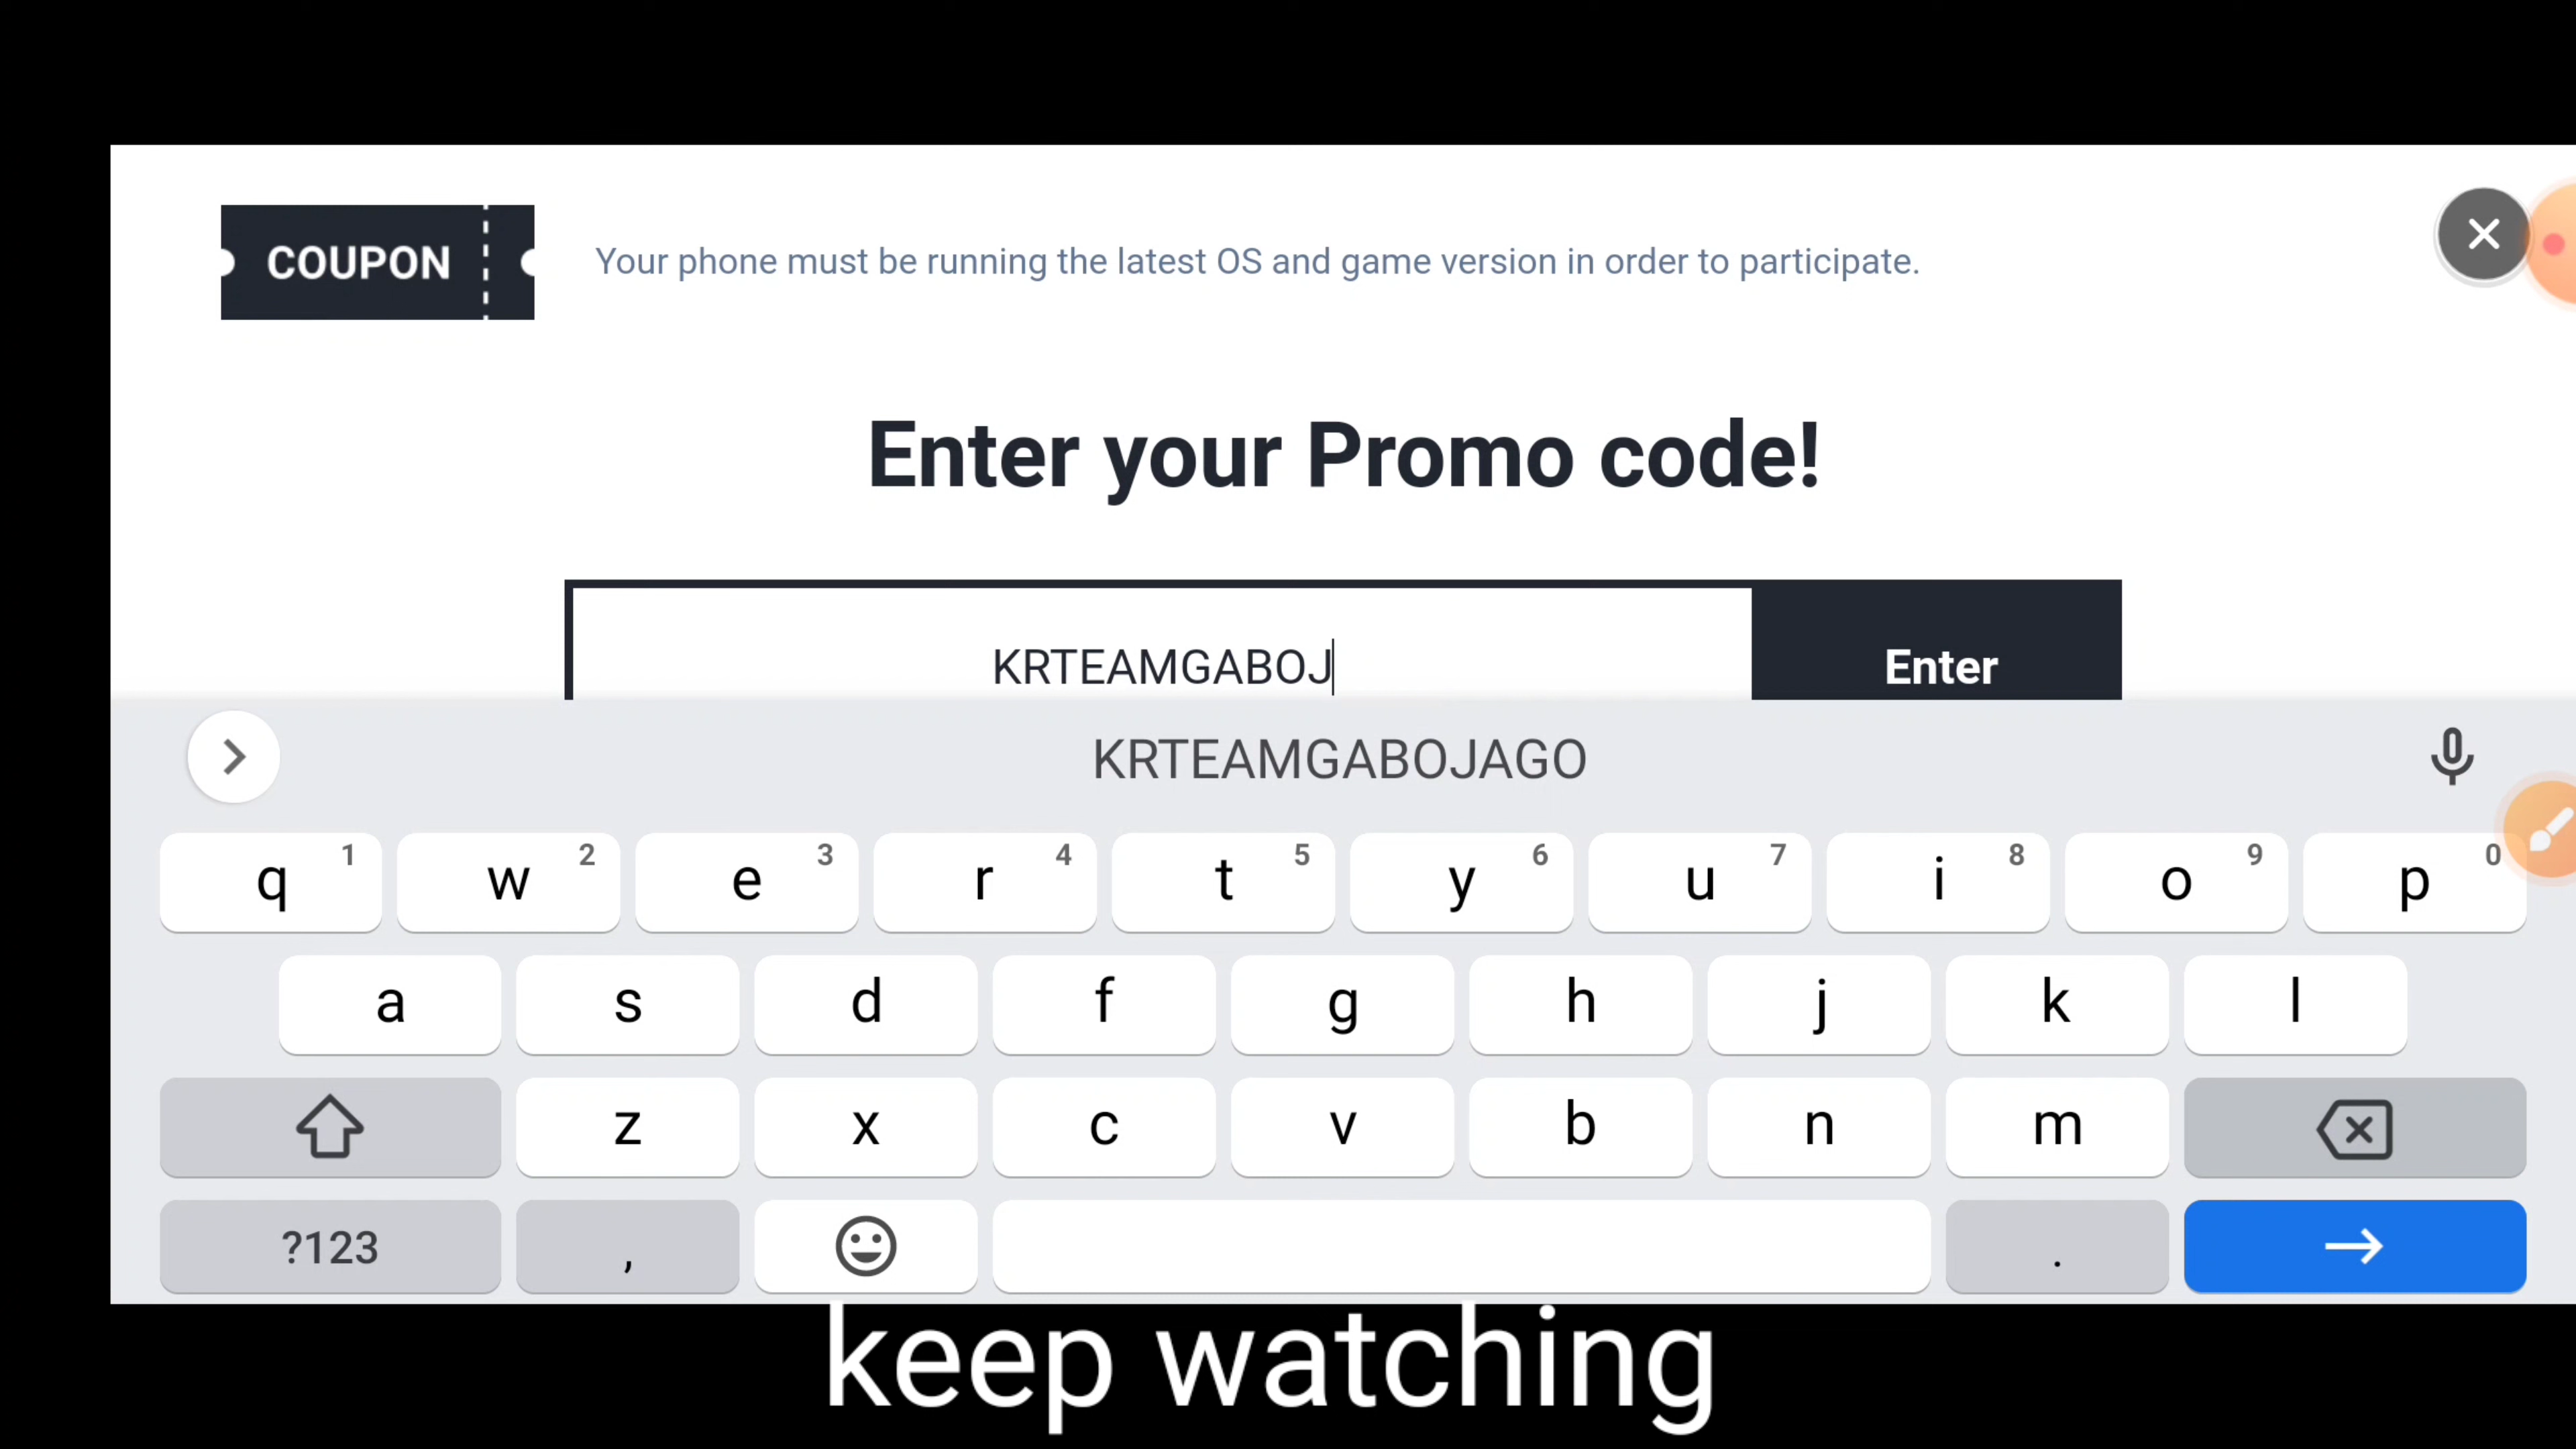 COUPON Your phone must be running the latest OS and game version in order to participate.
Enter your Promo code!
KRTEAMGABOJ Enter
KRTEAMGABOJAGO
q 1 w 2 e 3 r 4 t 5 y 6 u 7 i 8 o 9 p 0
a s d f g h j k l
z x c v b n m
?123 , .
keep watching